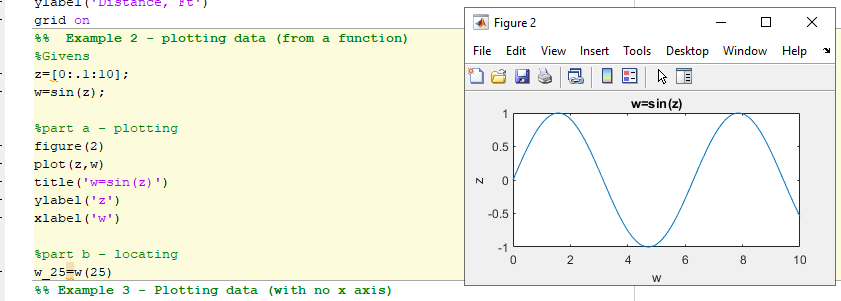 ylabel('Distance, Ft')
grid on
%%  Example 2 - plotting data (from a function)
%Givens
z=[0:.1:10];
w=sin(z);
%part a - plotting
figure(2)
plot(z,w)
title('w=sin(z)')
ylabel('z')
xlabel('w')
%part b - locating
w_25=w(25)
%% Example 3 - Plotting data (with no x axis)
Figure 2
File Edit View Insert Tools Desktop Window Help
w=sin(z)
1
0.5
0
-0.5
-1
z
0 2 4 6 8 10
w